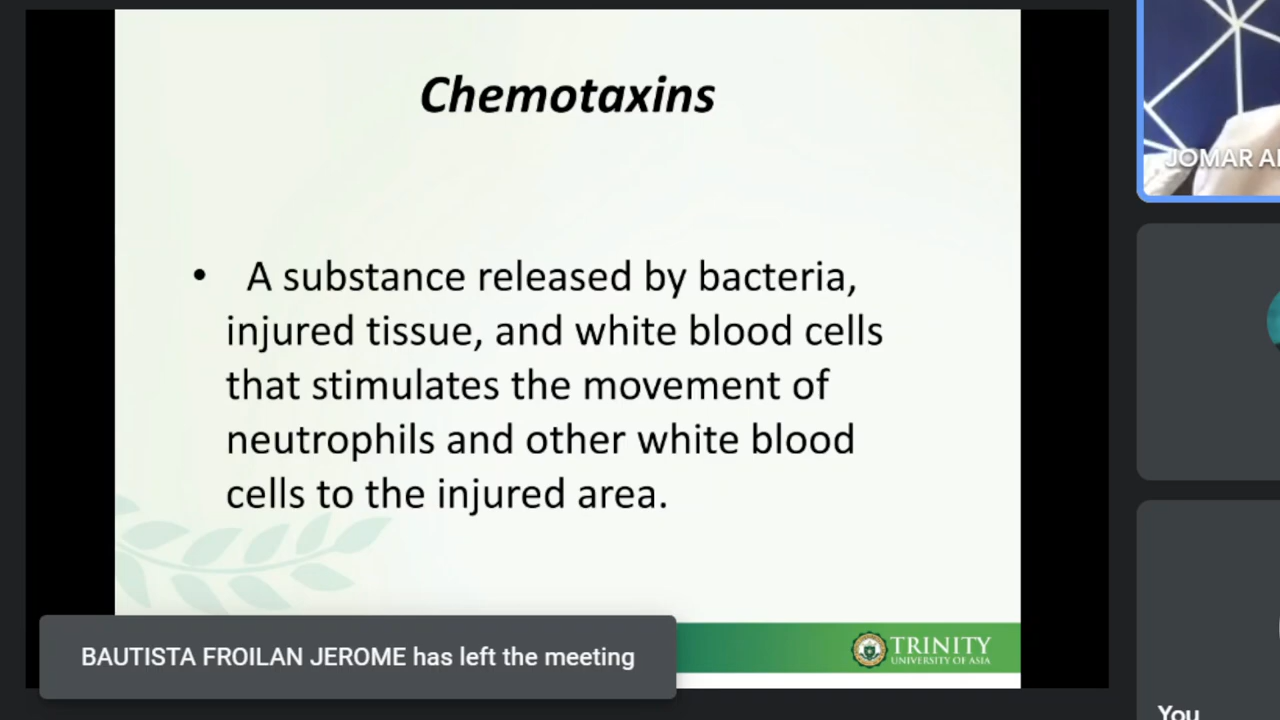 Chemotaxins
• A substance released by bacteria,
injured tissue, and white blood cells
that stimulates the movement of
neutrophils and other white blood
cells to the injured area.
TRINITY
UNIVERSITY OF ASIA
BAUTISTA FROILAN JEROME has left the meeting
JOMAR
You